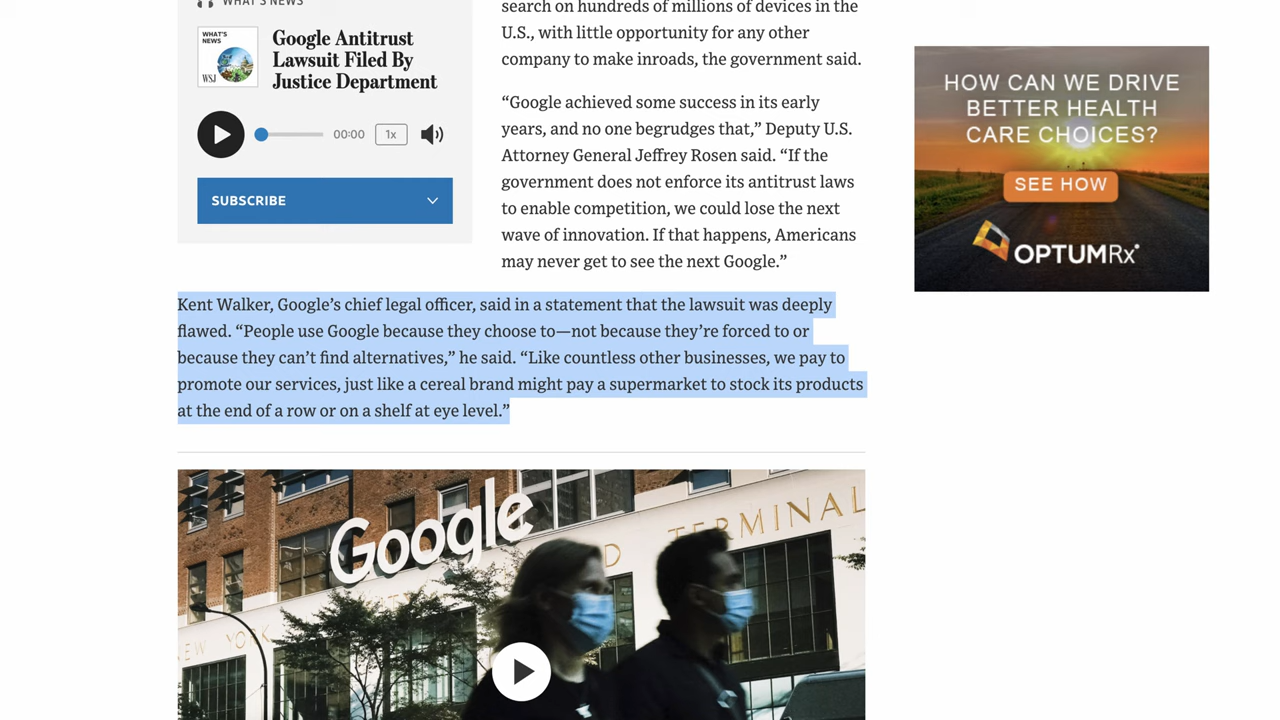 WHAT'S NEWS
WHAT'S
NEWS
WSJ
Google Antitrust
Lawsuit Filed By
Justice Department
00:00
1x
SUBSCRIBE
search on hundreds of millions of devices in the
U.S., with little opportunity for any other
company to make inroads, the government said.
“Google achieved some success in its early
years, and no one begrudges that,” Deputy U.S.
Attorney General Jeffrey Rosen said. “If the
government does not enforce its antitrust laws
to enable competition, we could lose the next
wave of innovation. If that happens, Americans
may never get to see the next Google.”
HOW CAN WE DRIVE
BETTER HEALTH
CARE CHOICES?
SEE HOW
OPTUMRx
Kent Walker, Google’s chief legal officer, said in a statement that the lawsuit was deeply
flawed. “People use Google because they choose to—not because they’re forced to or
because they can’t find alternatives,” he said. “Like countless other businesses, we pay to
promote our services, just like a cereal brand might pay a supermarket to stock its products
at the end of a row or on a shelf at eye level.”
Google
TERMINAL
YORK